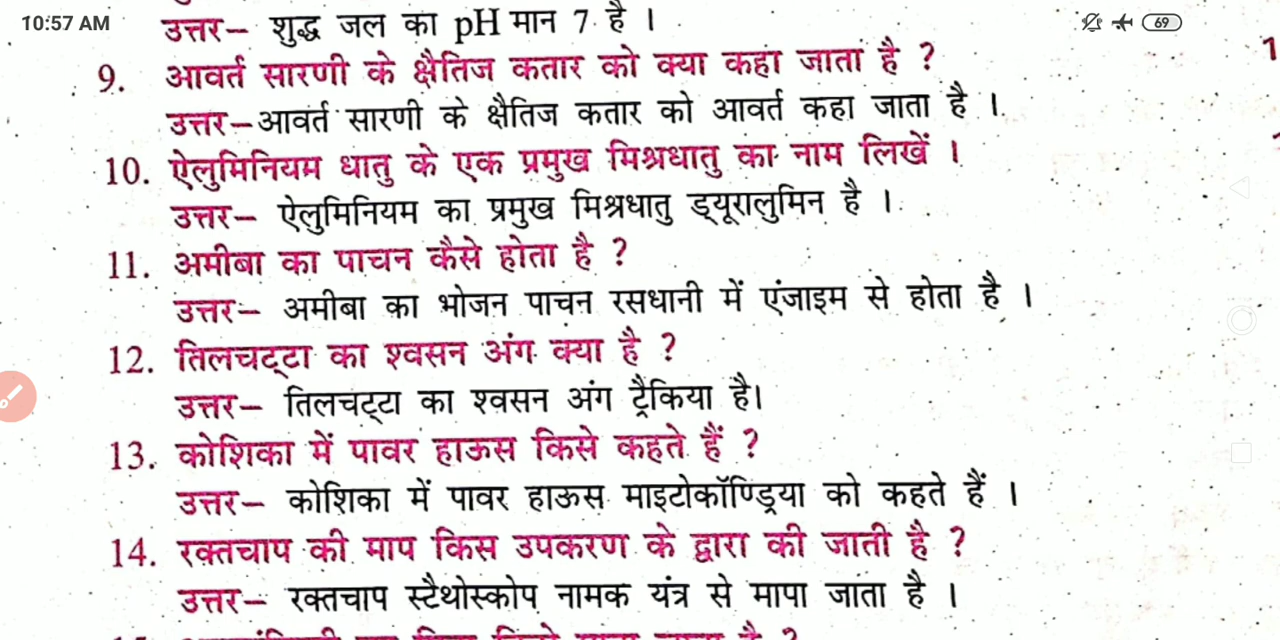 10:57 AM
69
उत्तर– शुद्ध जल का pH मान 7 है ।
9. आवर्त सारणी के क्षैतिज कतार को क्या कहा जाता है ?
1
उत्तर–आवर्त सारणी के क्षैतिज कतार को आवर्त कहा जाता है ।
10. ऐलुमिनियम धातु के एक प्रमुख मिश्रधातु का नाम लिखें ।
उत्तर– ऐलुमिनियम का प्रमुख मिश्रधातु ड्यूरालुमिन है ।
11. अमीबा का पाचन कैसे होता है ?
उत्तर– अमीबा का भोजन पाचन रसधानी में एंजाइम से होता है ।
12. तिलचट्टा का श्वसन अंग क्या है ?
उत्तर– तिलचट्टा का श्वसन अंग ट्रैकिया है।
13. कोशिका में पावर हाऊस किसे कहते हैं ?
उत्तर– कोशिका में पावर हाऊस माइटोकॉण्ड्रिया को कहते हैं ।
14. रक्तचाप की माप किस उपकरण के द्वारा की जाती है ?
उत्तर– रक्तचाप स्टैथोस्कोप नामक यंत्र से मापा जाता है ।